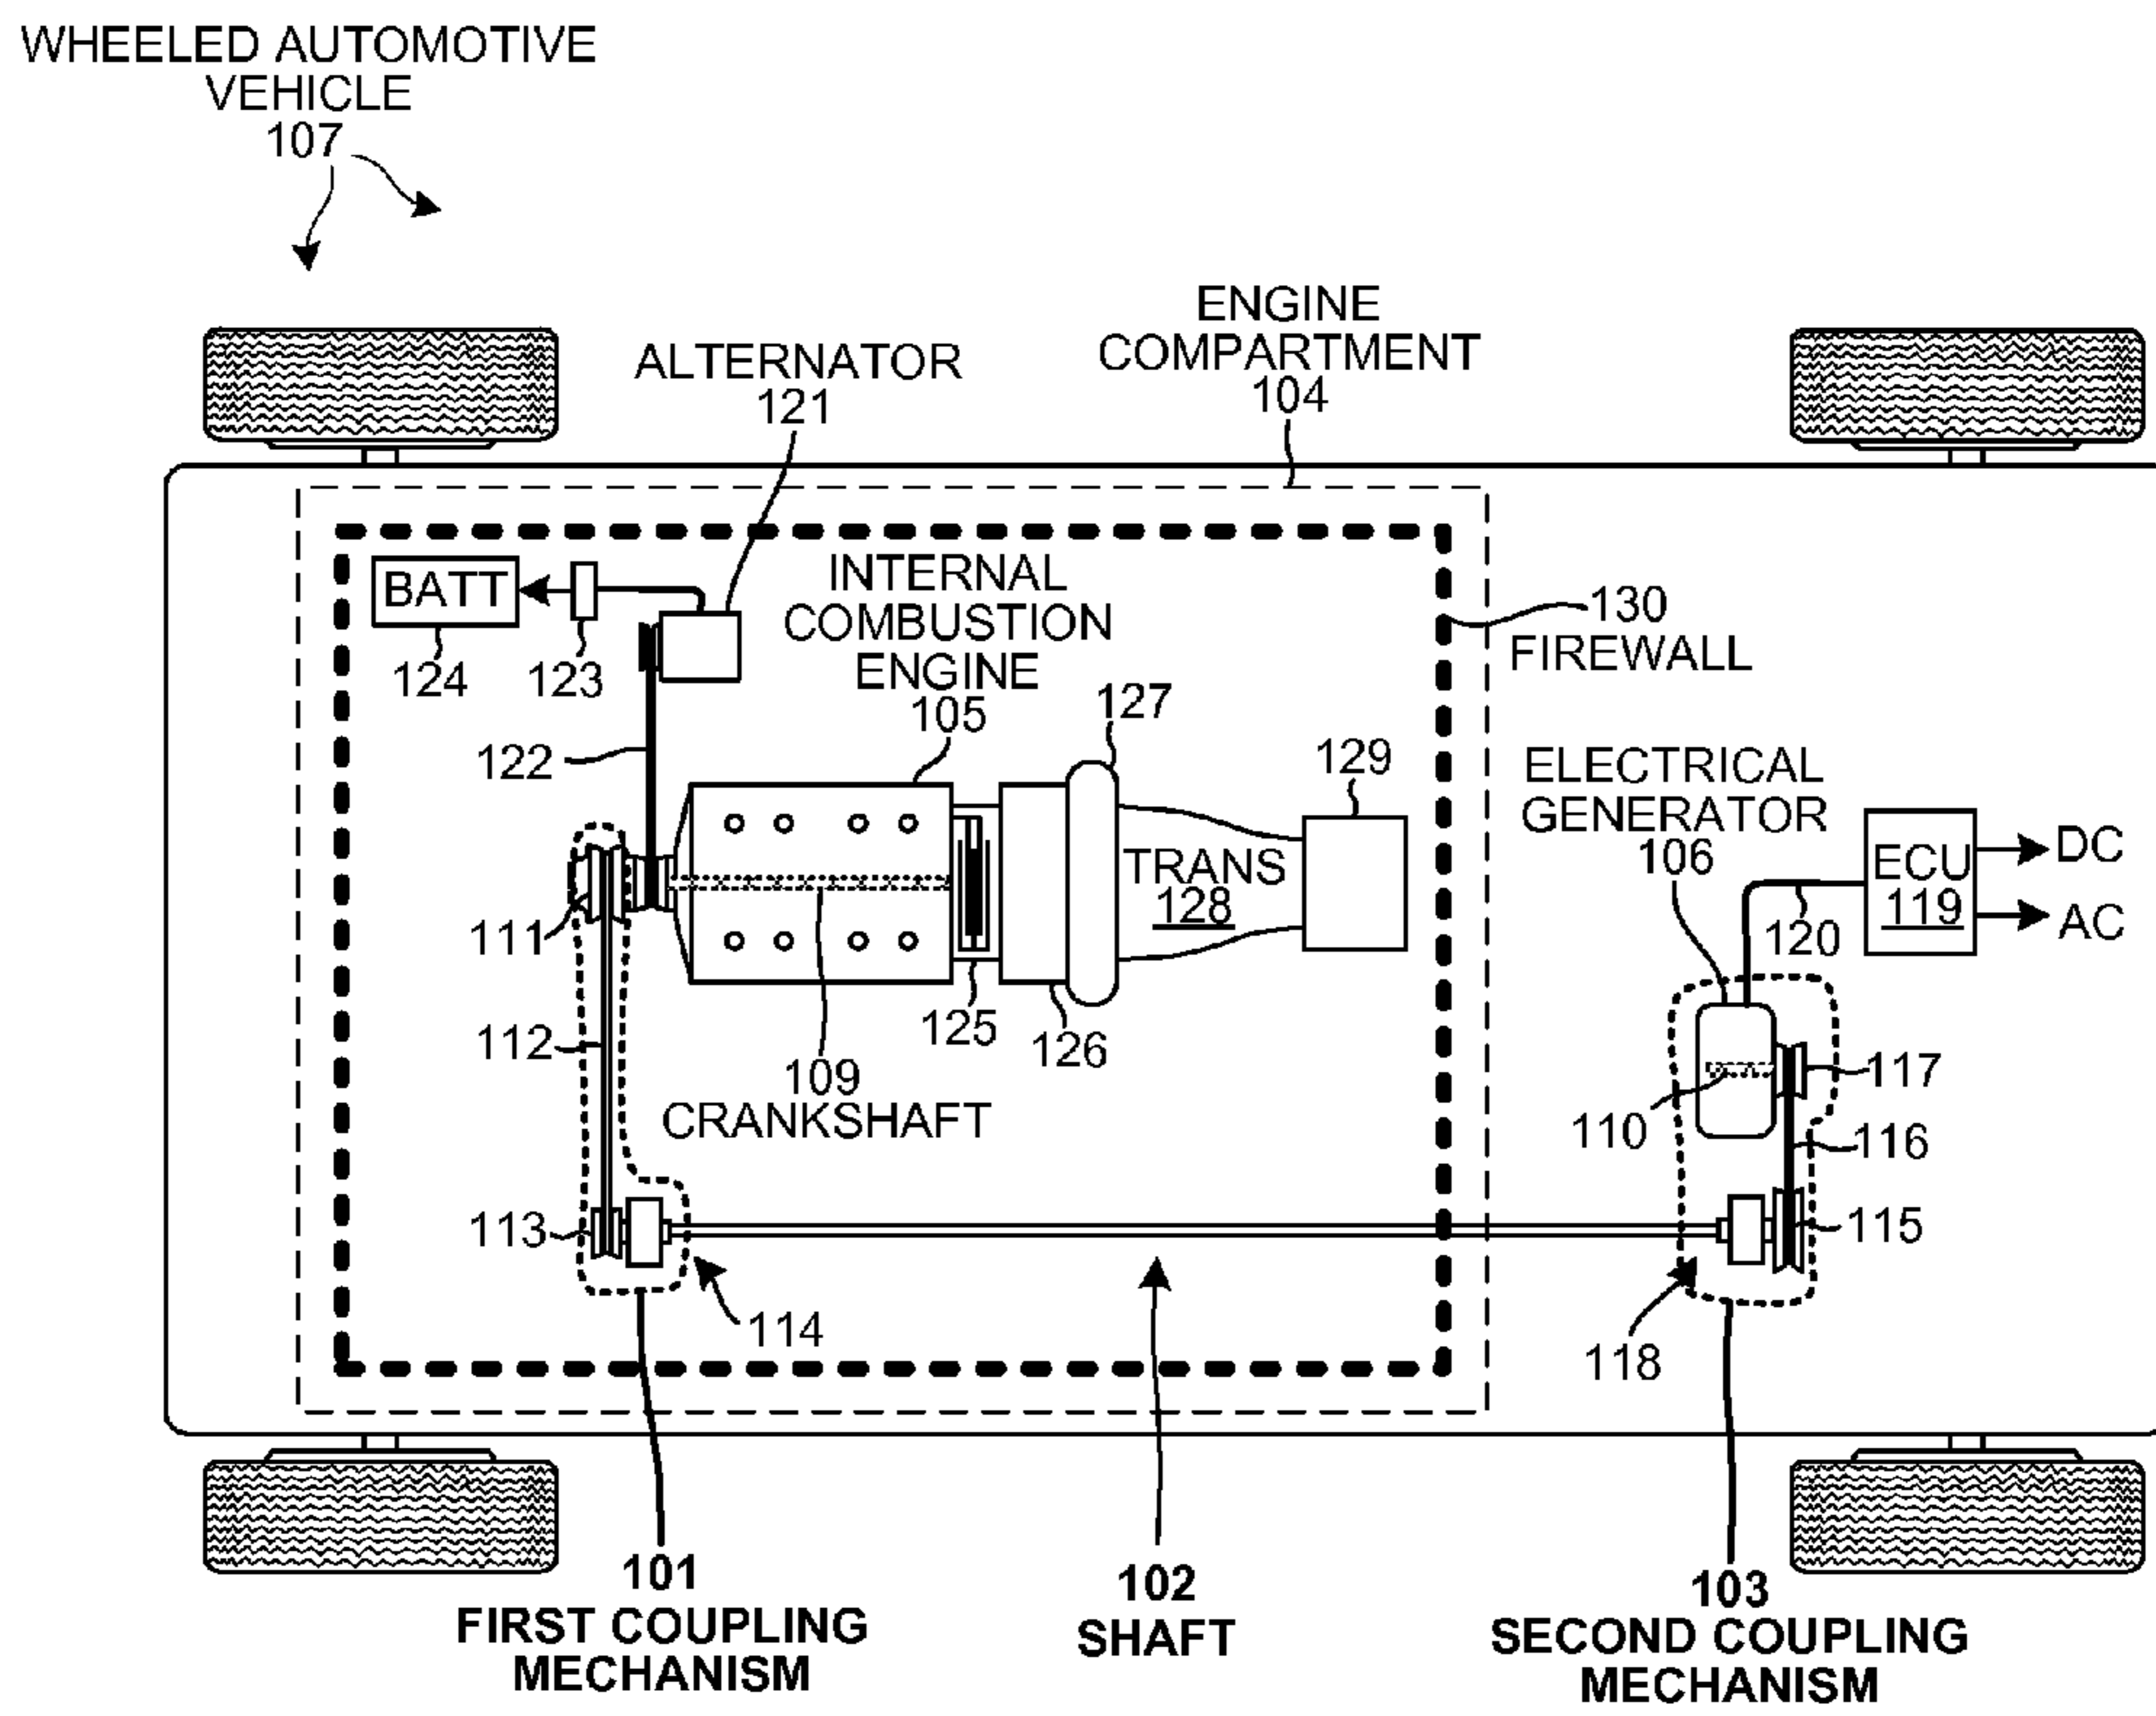 WHEELED AUTOMOTIVE
VEHICLE
107
ENGINE
COMPARTMENT
104
ALTERNATOR
121
BATT
124
123
INTERNAL
COMBUSTION
ENGINE
105
130
FIREWALL
127
122
129
ELECTRICAL
GENERATOR
106
TRANS
128
ECU
119
DC
AC
120
111
125
126
112
109
CRANKSHAFT
117
110
116
113
115
114
118
101
FIRST COUPLING
MECHANISM
102
SHAFT
103
SECOND COUPLING
MECHANISM